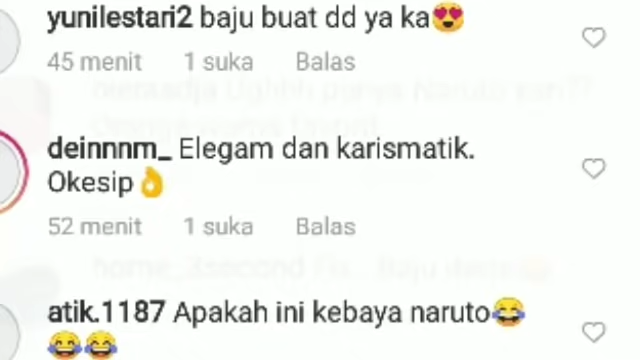 yunilestari2 baju buat dd ya ka😍
45 menit 1 suka Balas
deinnnm_ Elegam dan karismatik.
Okesip👌
52 menit 1 suka Balas
atik.1187 Apakah ini kebaya naruto😂
😂😂